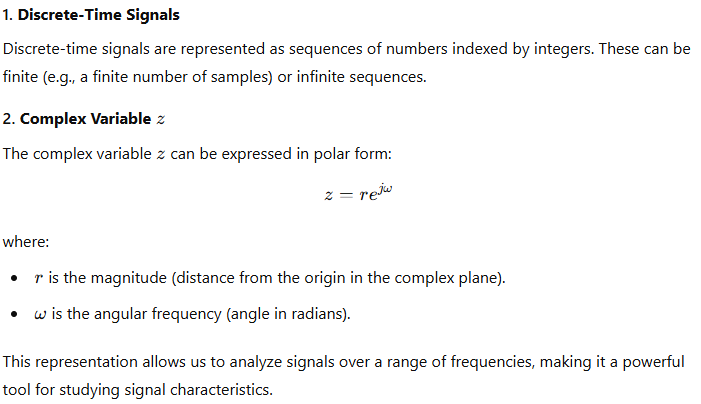 1. Discrete-Time Signals
Discrete-time signals are represented as sequences of numbers indexed by integers. These can be
finite (e.g., a finite number of samples) or infinite sequences.
2. Complex Variable z
The complex variable z can be expressed in polar form:
z = re^{jω}
where:
• r is the magnitude (distance from the origin in the complex plane).
• ω is the angular frequency (angle in radians).
This representation allows us to analyze signals over a range of frequencies, making it a powerful
tool for studying signal characteristics.